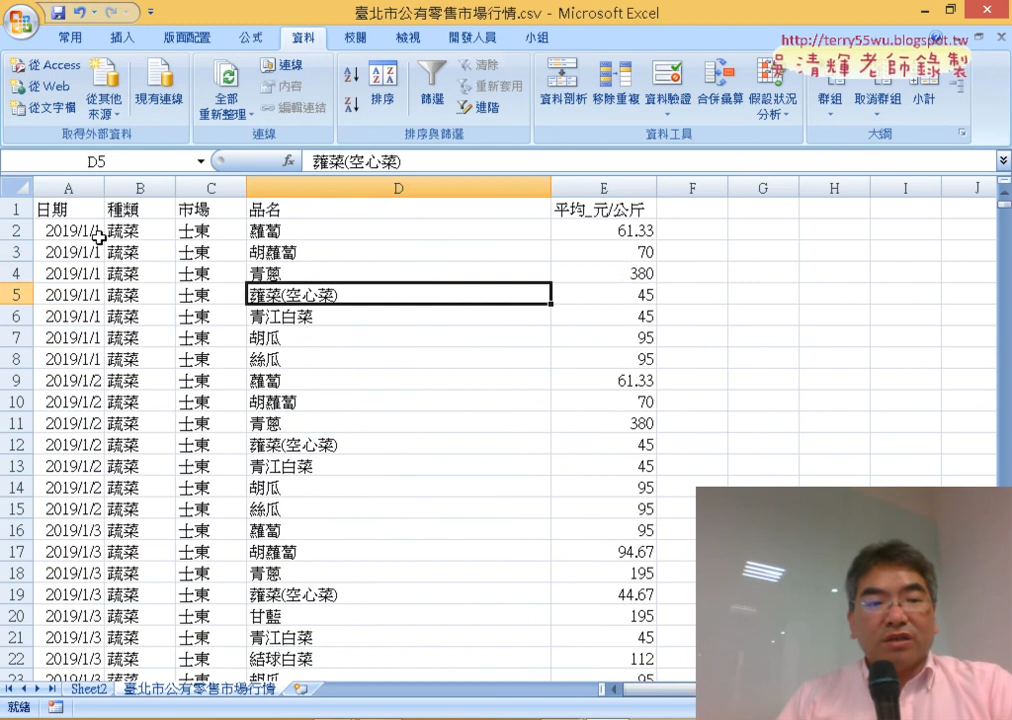 臺北市公有零售市場行情.csv - Microsoft Excel
常用 插入 版面配置 公式 資料 校閱 檢視 開發人員 小組
http://terry55wu.blogspot.tw
吳清輝老師錄製
從 Access
從 Web
從文字檔
從其他來源
現有連線
全部重新整理
連線
內容
編輯連結
排序
篩選
清除
重新套用
進階
資料剖析 移除重複 資料驗證 合併彙算 假設狀況分析
群組 取消群組 小計
取得外部資料 連線 排序與篩選 資料工具 大綱
D5 fx 蕹菜(空心菜)
A B C D E F G H I J
1 日期 種類 市場 品名 平均_元/公斤
2 2019/1/1 蔬菜 士東 蘿蔔 61.33
3 2019/1/1 蔬菜 士東 胡蘿蔔 70
4 2019/1/1 蔬菜 士東 青蔥 380
5 2019/1/1 蔬菜 士東 蕹菜(空心菜) 45
6 2019/1/1 蔬菜 士東 青江白菜 45
7 2019/1/1 蔬菜 士東 胡瓜 95
8 2019/1/1 蔬菜 士東 絲瓜 95
9 2019/1/2 蔬菜 士東 蘿蔔 61.33
10 2019/1/2 蔬菜 士東 胡蘿蔔 70
11 2019/1/2 蔬菜 士東 青蔥 380
12 2019/1/2 蔬菜 士東 蕹菜(空心菜) 45
13 2019/1/2 蔬菜 士東 青江白菜 45
14 2019/1/2 蔬菜 士東 胡瓜 95
15 2019/1/2 蔬菜 士東 絲瓜 95
16 2019/1/3 蔬菜 士東 蘿蔔 95
17 2019/1/3 蔬菜 士東 胡蘿蔔 94.67
18 2019/1/3 蔬菜 士東 青蔥 195
19 2019/1/3 蔬菜 士東 蕹菜(空心菜) 44.67
20 2019/1/3 蔬菜 士東 甘藍 195
21 2019/1/3 蔬菜 士東 青江白菜 45
22 2019/1/3 蔬菜 士東 結球白菜 112
23 2019/1/3 蔬菜 士東 胡瓜 95
Sheet2 臺北市公有零售市場行情
就緒